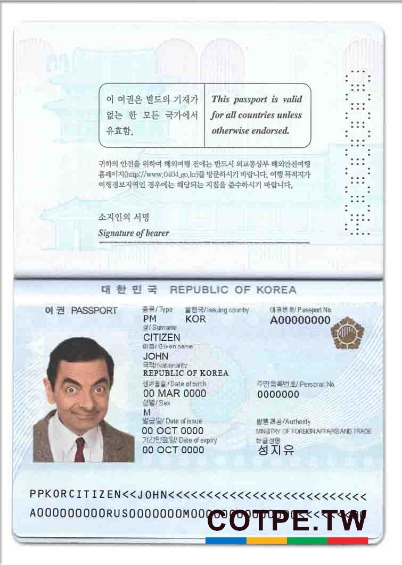 이 여권은 별도의 기재가
없는 한 모든 국가에서
유효함.
This passport is valid
for all countries unless
otherwise endorsed.
귀하의 안전을 위하여 해외여행 전에는 반드시 외교통상부 해외안전여행
홈페이지(http://www.0404.go.kr)를 방문하시기 바랍니다. 여행 목적지가
여행경보지역인 경우에는 해당되는 지침을 준수하시기 바랍니다.
소지인의 서명
Signature of bearer
대한민국 REPUBLIC OF KOREA
여권 PASSPORT
종류/Type 발행국/Issuing country 여권번호/Passport No.
PM KOR A00000000
성/Surname
CITIZEN
이름/Given name
JOHN
국적/Nationality
REPUBLIC OF KOREA
생년월일/Date of birth 주민등록번호/Personal No.
00 MAR 0000 0000000
성별/Sex
M
발급일/Date of issue 발행관청/Authority
00 OCT 0000 MINISTRY OF FOREIGN AFFAIRS AND TRADE
기간만료일/Date of expiry 한글성명
00 OCT 0000 성지유
PPKORCITIZEN<<JOHN<<<<<<<<<<<<<<<<<<<<<<<<<<
COTPE.TW